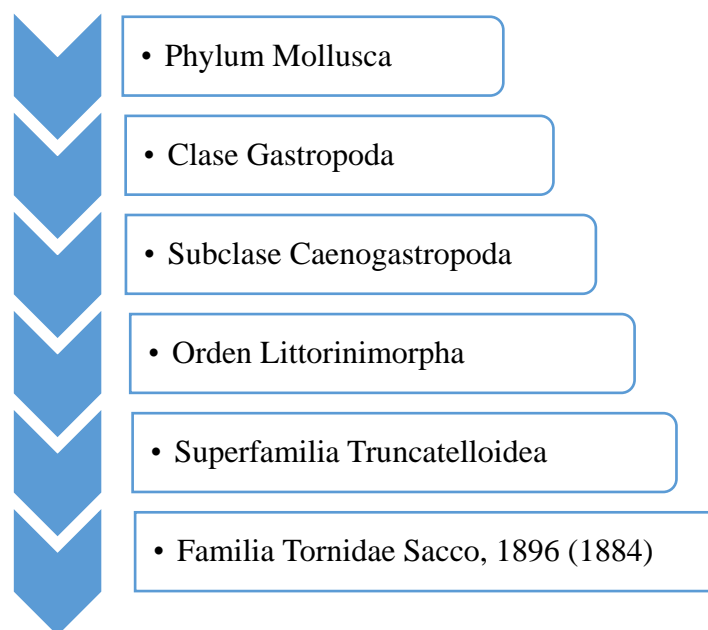 • Phylum Mollusca
• Clase Gastropoda
• Subclase Caenogastropoda
• Orden Littorinimorpha
• Superfamilia Truncatelloidea
• Familia Tornidae Sacco, 1896 (1884)